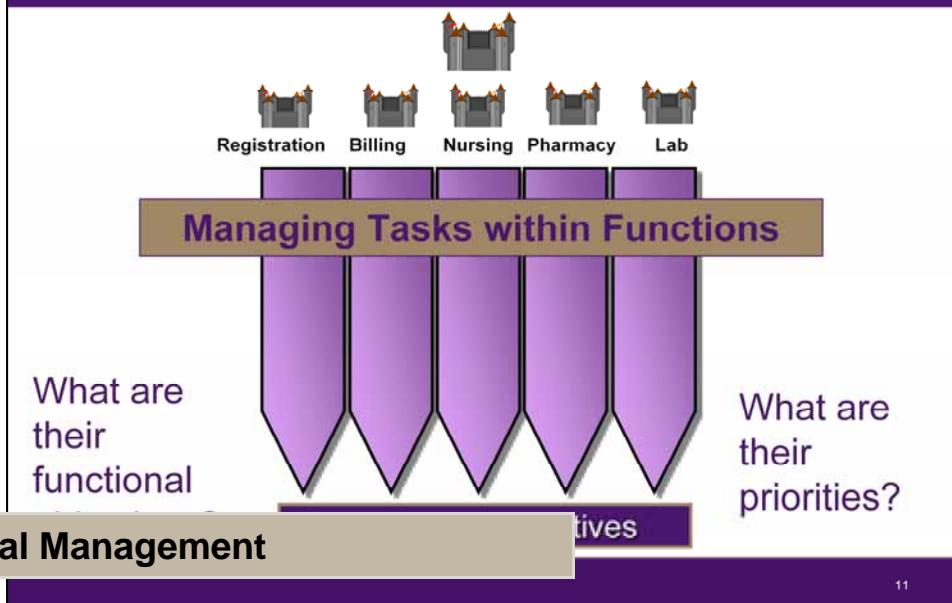 Registration Billing Nursing Pharmacy Lab
Managing Tasks within Functions
What are
their
functional
What are
their
priorities?
tives
al Management
11